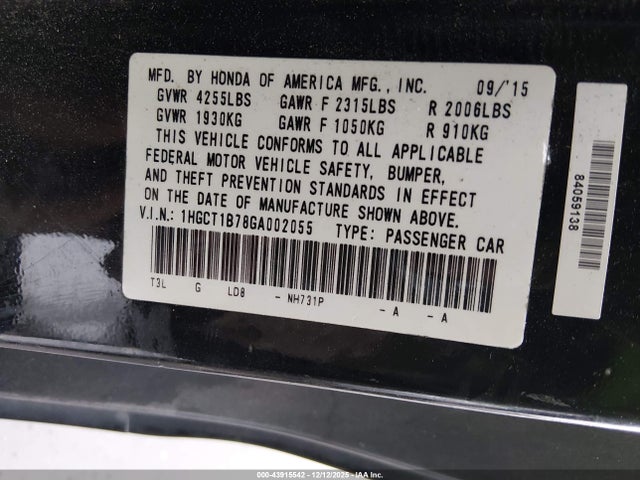 MFD. BY HONDA OF AMERICA MFG., INC. 09/'15
GVWR 4255LBS GAWR F 2315LBS R 2006LBS
GVWR 1930KG GAWR F 1050KG R 910KG
THIS VEHICLE CONFORMS TO ALL APPLICABLE
FEDERAL MOTOR VEHICLE SAFETY, BUMPER,
AND THEFT PREVENTION STANDARDS IN EFFECT
ON THE DATE OF MANUFACTURE SHOWN ABOVE.
V.I.N.: 1HGCT1B78GA002055 TYPE: PASSENGER CAR
T3L G LD8 - NH731P - A - A
84059138
000-43915542 - 12/12/2025 - IAA Inc.